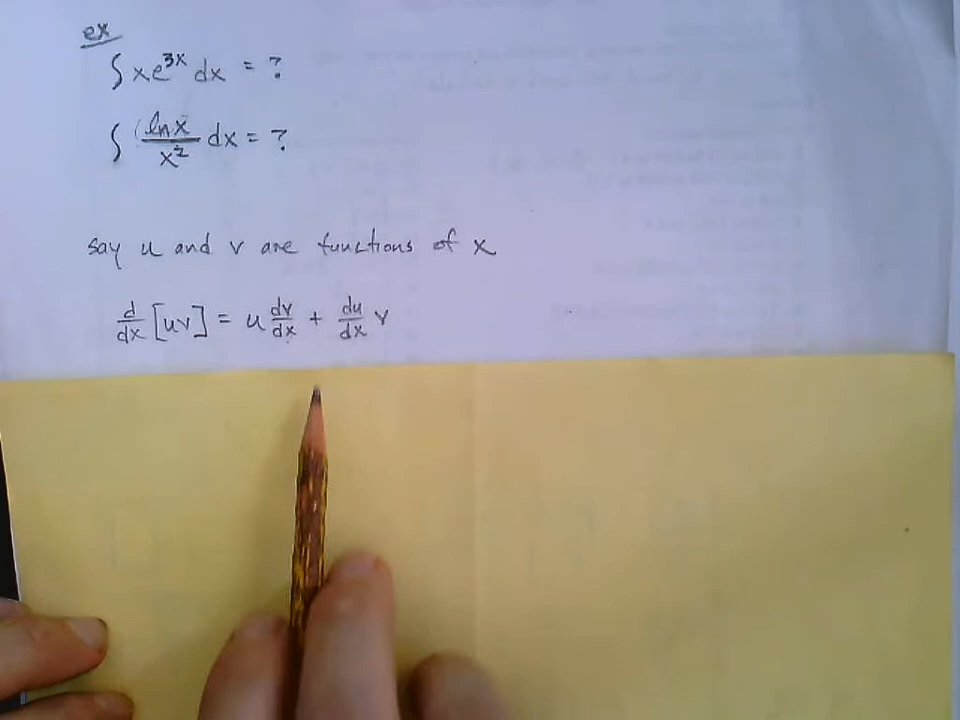 ex
∫ xe^{3x} dx = ?
∫ (ln x / x² dx = ?
say u and v are functions of x
d/dx [uv] = u dv/dx + du/dx v